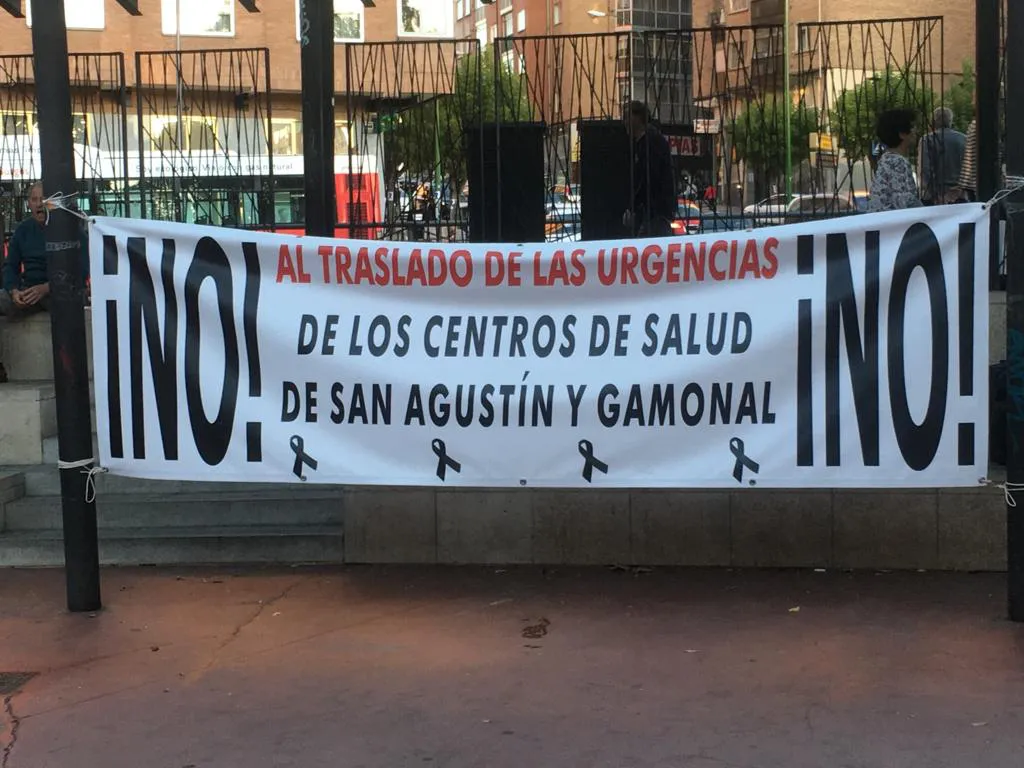 ¡NO!
AL TRASLADO DE LAS URGENCIAS
DE LOS CENTROS DE SALUD
DE SAN AGUSTÍN Y GAMONAL
¡NO!